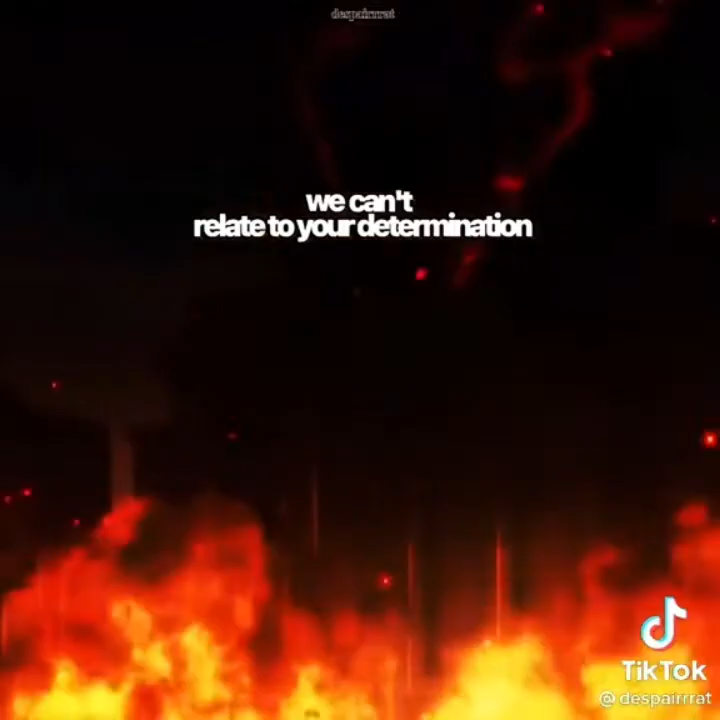 despairrrat
we can't
relate to your determination
TikTok
@despairrrat